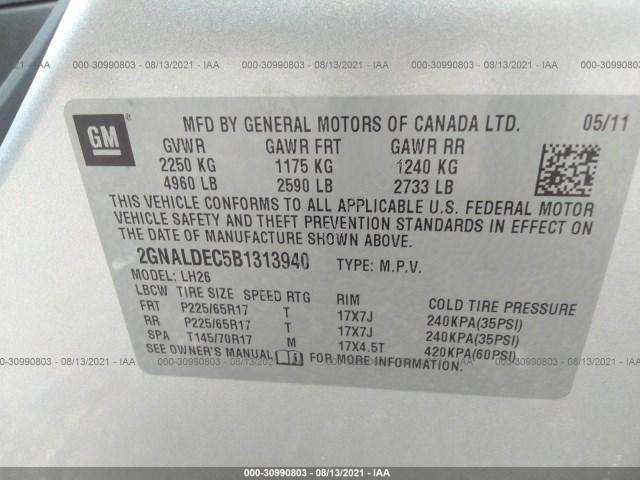 000-30990803 - 08/13/2021 - IAA 000-30990803 - 08/13/2021 - IAA 000-30990803 - 08/13/2021 - IAA
GM
MFD BY GENERAL MOTORS OF CANADA LTD. 05/11
GVWR GAWR FRT GAWR RR
2250 KG 1175 KG 1240 KG
4960 LB 2590 LB 2733 LB
THIS VEHICLE CONFORMS TO ALL APPLICABLE U.S. FEDERAL MOTOR
VEHICLE SAFETY AND THEFT PREVENTION STANDARDS IN EFFECT ON
THE DATE OF MANUFACTURE SHOWN ABOVE.
2GNALDEC5B1313940 TYPE: M.P.V.
MODEL: LH26
LBCW TIRE SIZE SPEED RTG RIM COLD TIRE PRESSURE
FRT P225/65R17 T 17X7J 240KPA(35PSI)
RR P225/65R17 T 17X7J 240KPA(35PSI)
SPA T145/70R17 M 17X4.5T 420KPA(60PSI)
SEE OWNER'S MANUAL FOR MORE INFORMATION.
000-30990803 - 08/13/2021 - IAA 000-30990803 - 08/13/2021 - IAA 000-30990803 - 08/13/2021 - IAA
000-30990803 - 08/13/2021 - IAA